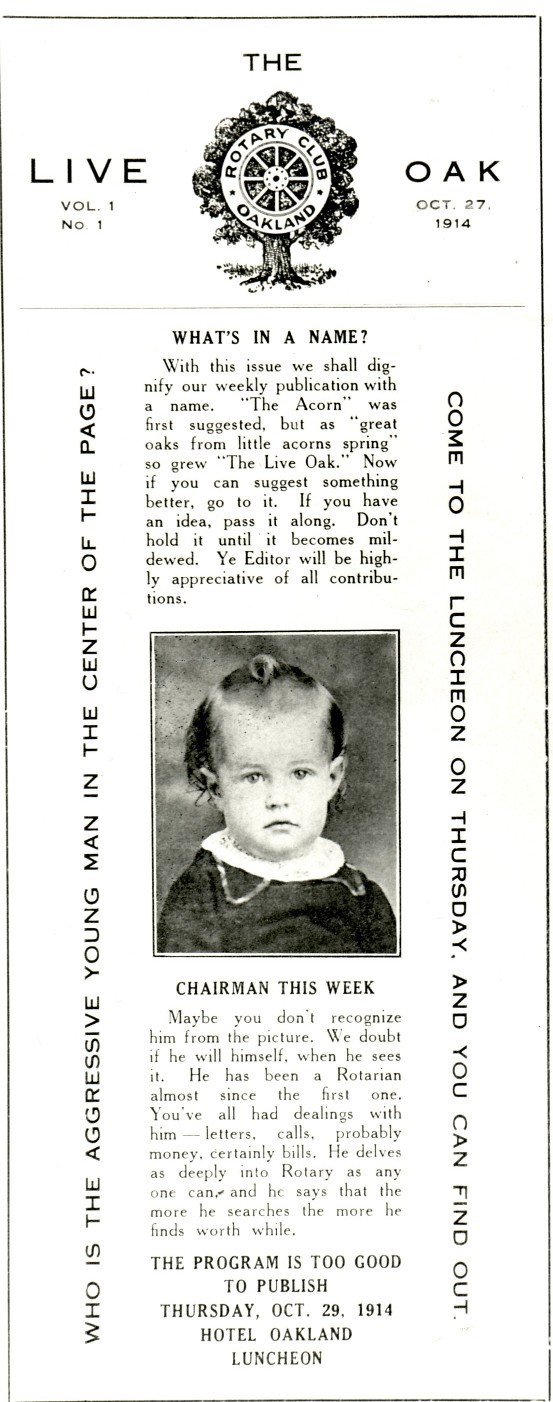 THE
LIVE OAK
ROTARY CLUB
OAKLAND
VOL. 1
No. 1
OCT. 27,
1914
WHAT'S IN A NAME?
With this issue we shall dig-
nify our weekly publication with
a name. "The Acorn" was
first suggested, but as "great
oaks from little acorns spring"
so grew "The Live Oak." Now
if you can suggest something
better, go to it. If you have
an idea, pass it along. Don't
hold it until it becomes mil-
dewed. Ye Editor will be high-
ly appreciative of all contribu-
tions.
WHO IS THE AGGRESSIVE YOUNG MAN IN THE CENTER OF THE PAGE?
COME TO THE LUNCHEON ON THURSDAY, AND YOU CAN FIND OUT.
CHAIRMAN THIS WEEK
Maybe you don't recognize
him from the picture. We doubt
if he will himself, when he sees
it. He has been a Rotarian
almost since the first one.
You've all had dealings with
him — letters, calls, probably
money, certainly bills. He delves
as deeply into Rotary as any
one can, and he says that the
more he searches the more he
finds worth while.
THE PROGRAM IS TOO GOOD
TO PUBLISH
THURSDAY, OCT. 29, 1914
HOTEL OAKLAND
LUNCHEON